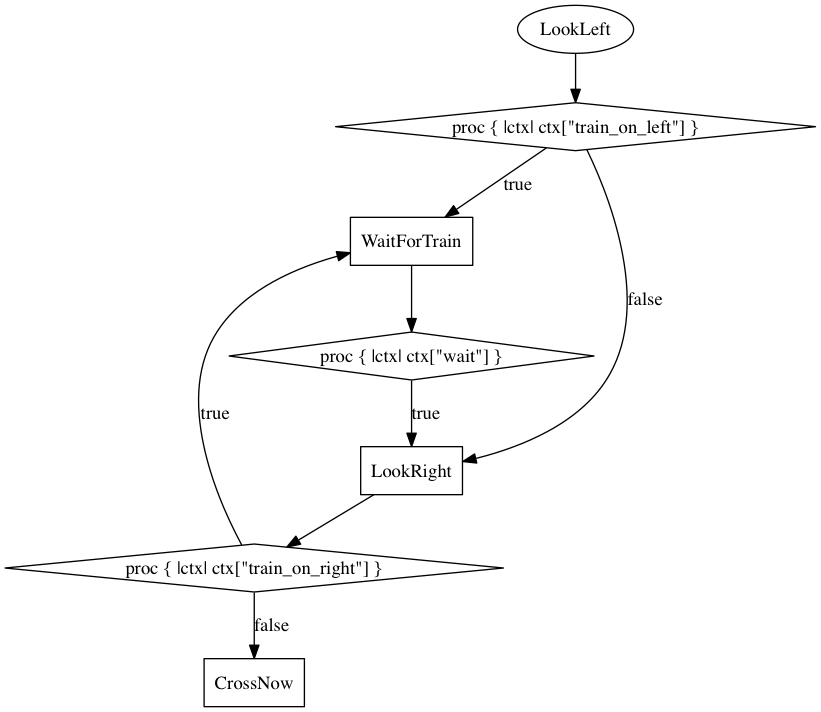 LookLeft
proc { |ctx| ctx["train_on_left"] }
true
WaitForTrain
false
proc { |ctx| ctx["wait"] }
true
true
LookRight
proc { |ctx| ctx["train_on_right"] }
false
CrossNow